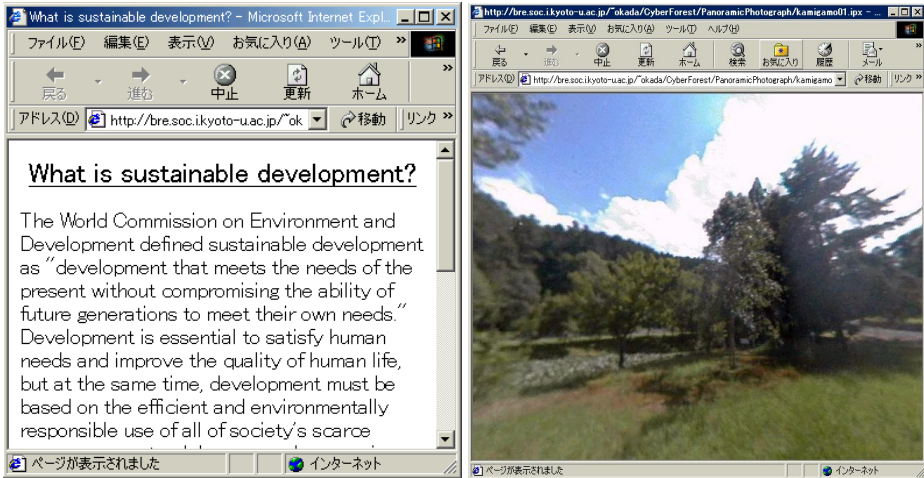 What is sustainable development? - Microsoft Internet Expl...
ファイル(F) 編集(E) 表示(V) お気に入り(A) ツール(T) »
戻る 進む 中止 更新 ホーム »
アドレス(D) http://bre.soc.i.kyoto-u.ac.jp/~ok 移動 リンク »
What is sustainable development?
The World Commission on Environment and
Development defined sustainable development
as "development that meets the needs of the
present without compromising the ability of
future generations to meet their own needs."
Development is essential to satisfy human
needs and improve the quality of human life,
but at the same time, development must be
based on the efficient and environmentally
responsible use of all of society's scarce
ページが表示されました インターネット
http://bre.soc.i.kyoto-u.ac.jp/~okada/CyberForest/PanoramicPhotograph/kamigamo01.ipx - ...
ファイル(F) 編集(E) 表示(V) お気に入り(A) ツール(T) ヘルプ(H)
戻る 進む 中止 更新 ホーム 検索 お気に入り 履歴 メール »
アドレス(D) http://bre.soc.i.kyoto-u.ac.jp/~okada/CyberForest/PanoramicPhotograph/kamigamo 移動 リンク »
ページが表示されました インターネット